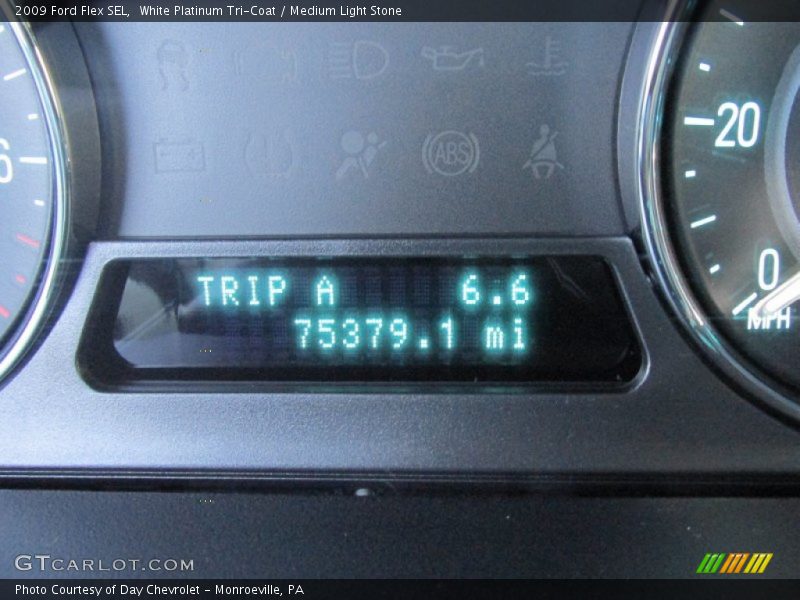 2009 Ford Flex SEL,  White Platinum Tri-Coat / Medium Light Stone
ABS
6
20
0
MPH
TRIP A 6.6
75379.1 mi
GTCARLOT.COM
Photo Courtesy of Day Chevrolet - Monroeville, PA